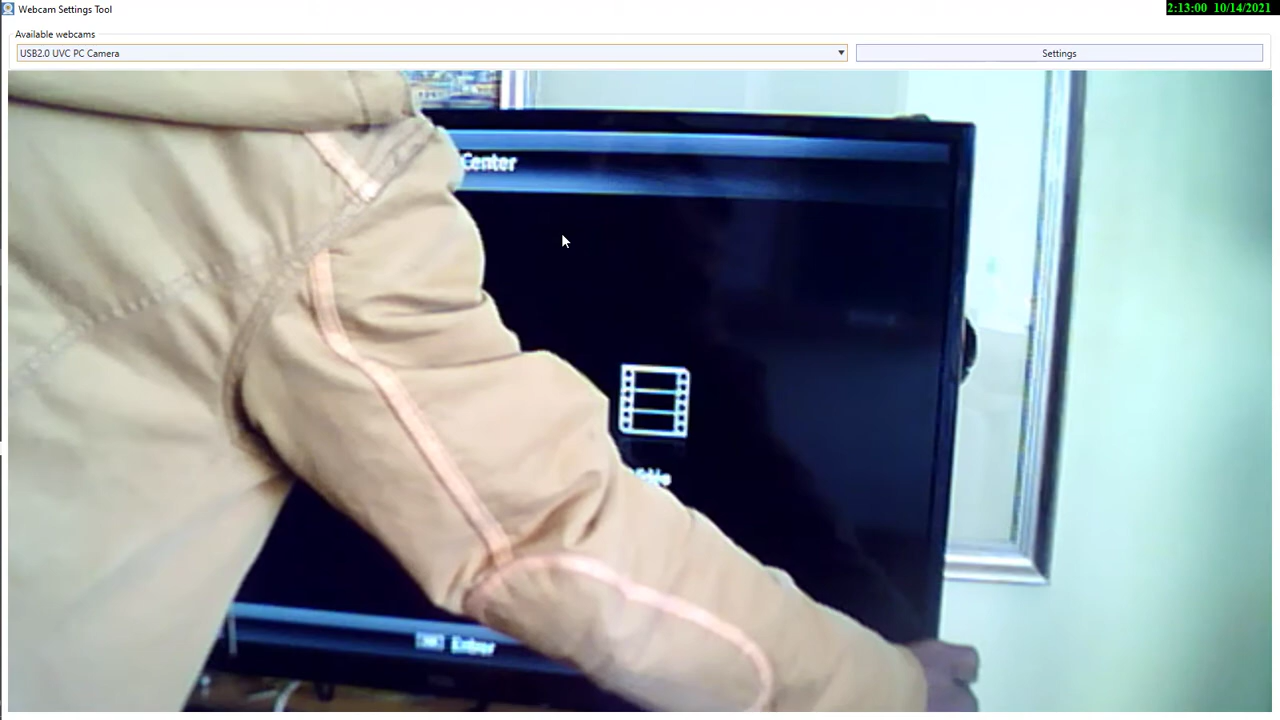 Webcam Settings Tool
2:13:00 10/14/2021
Available webcams
USB2.0 UVC PC Camera
Settings
Center
Enter